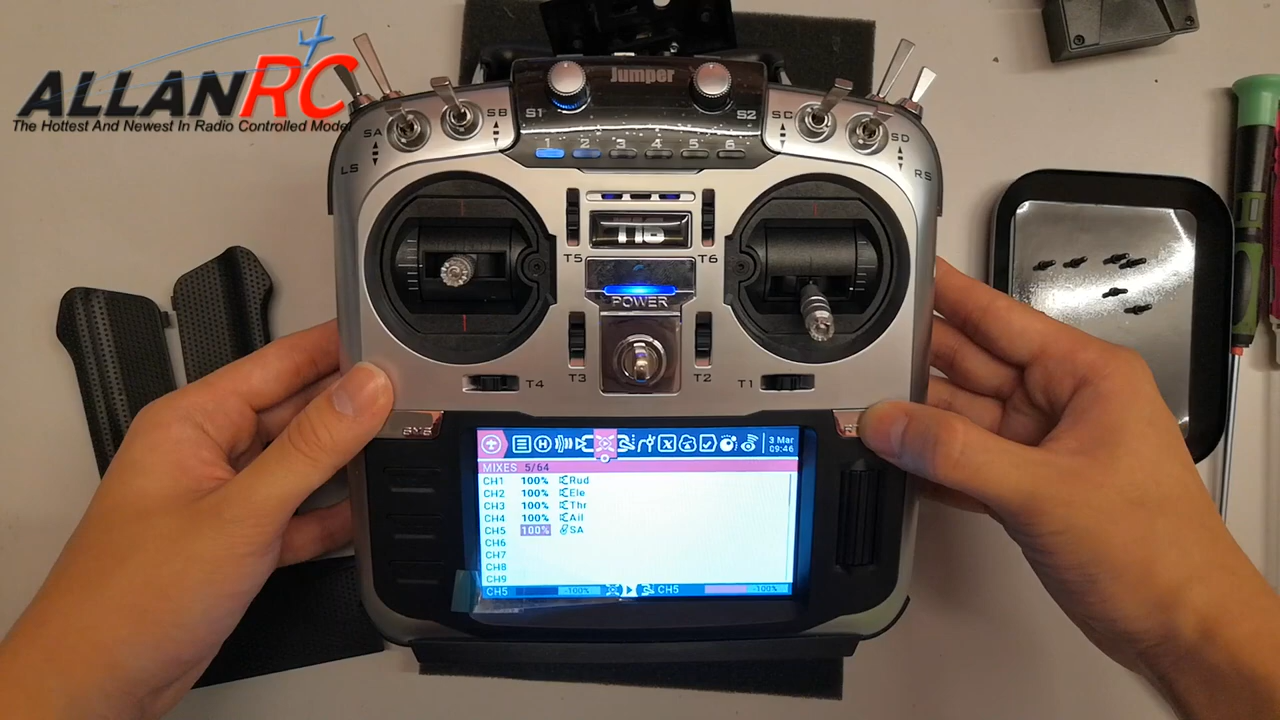 ALLANRC
The Hottest And Newest In Radio Controlled Model
Jumper
S1
S2
SA
SB
SC
SD
LS
RS
1 2 3 4 5 6
T16
T5
T6
POWER
T3
T2
T4
T1
SYS
3 Mar
09:46
MIXES 5/64
CH1 100% Rud
CH2 100% Ele
CH3 100% Thr
CH4 100% Ail
CH5 100% SA
CH6
CH7
CH8
CH9
CH5 -100% CH5 -100%